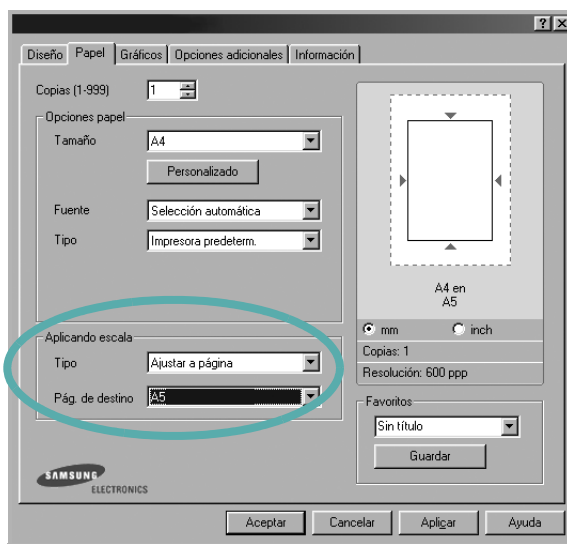 Diseño Papel Gráficos Opciones adicionales Información
Copias (1-999) 1
Opciones papel
Tamaño A4
Personalizado
Fuente Selección automática
Tipo Impresora predeterm.
Aplicando escala
Tipo Ajustar a página
Pág. de destino A5
SAMSUNG
ELECTRONICS
A4 en
A5
mm inch
Copias: 1
Resolución: 600 ppp
Favoritos
Sin título
Guardar
Aceptar Cancelar Aplicar Ayuda